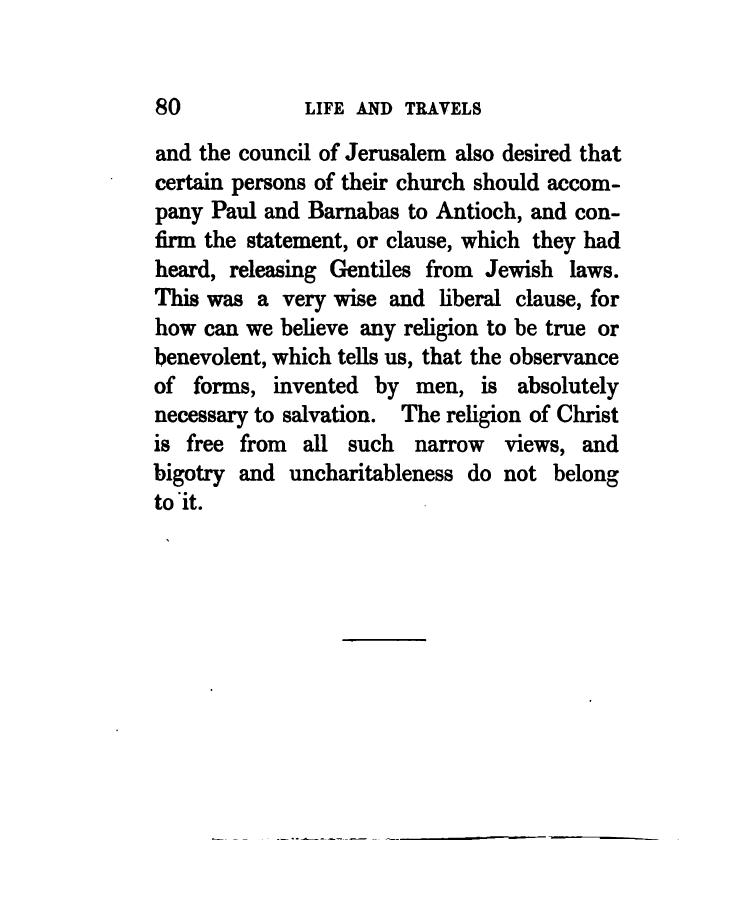 80 LIFE AND TRAVELS
and the council of Jerusalem also desired that
certain persons of their church should accom-
pany Paul and Barnabas to Antioch, and con-
firm the statement, or clause, which they had
heard, releasing Gentiles from Jewish laws.
This was a very wise and liberal clause, for
how can we believe any religion to be true or
benevolent, which tells us, that the observance
of forms, invented by men, is absolutely
necessary to salvation. The religion of Christ
is free from all such narrow views, and
bigotry and uncharitableness do not belong
to it.